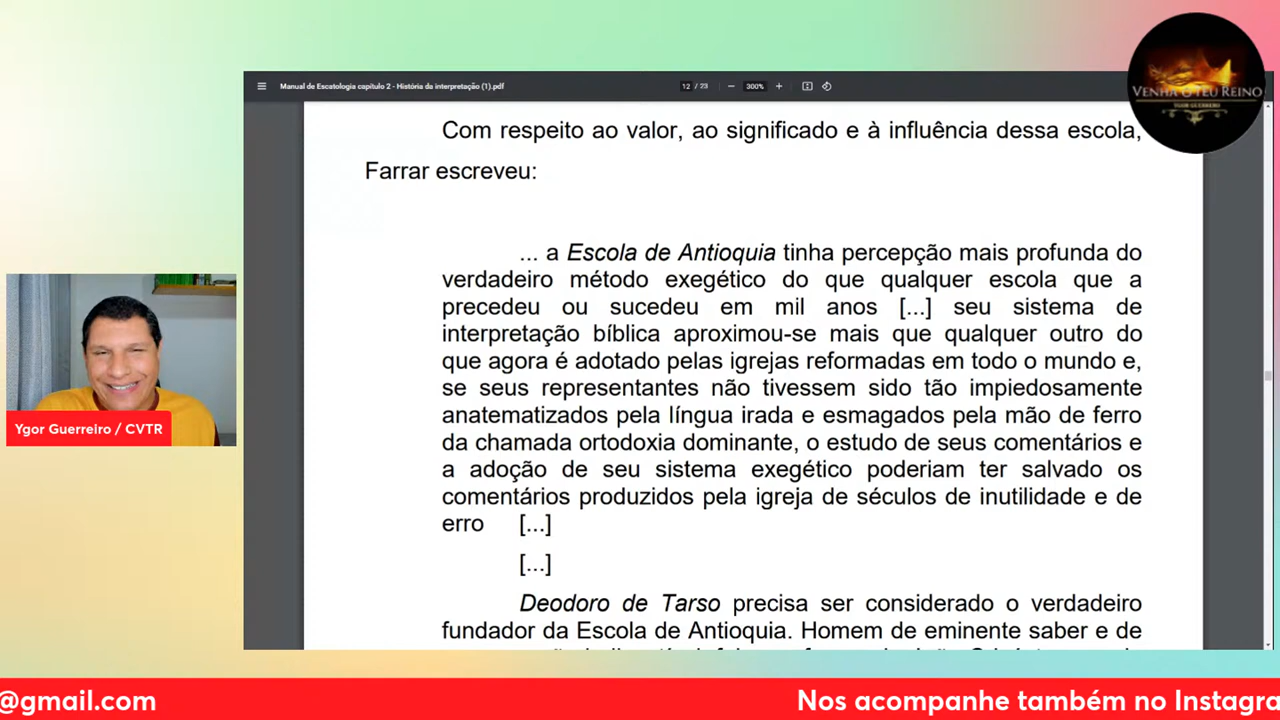 Manual de Escatologia capítulo 2 - História da interpretação (1).pdf
12 / 23
300%
VENHA O TEU REINO
YGOR GUERREIRO
Com respeito ao valor, ao significado e à influência dessa escola,
Farrar escreveu:
... a Escola de Antioquia tinha percepção mais profunda do
verdadeiro método exegético do que qualquer escola que a
precedeu ou sucedeu em mil anos [...] seu sistema de
interpretação bíblica aproximou-se mais que qualquer outro do
que agora é adotado pelas igrejas reformadas em todo o mundo e,
se seus representantes não tivessem sido tão impiedosamente
anatematizados pela língua irada e esmagados pela mão de ferro
da chamada ortodoxia dominante, o estudo de seus comentários e
a adoção de seu sistema exegético poderiam ter salvado os
comentários produzidos pela igreja de séculos de inutilidade e de
erro [...]
[...]
Deodoro de Tarso precisa ser considerado o verdadeiro
fundador da Escola de Antioquia. Homem de eminente saber e de
Ygor Guerreiro / CVTR
@gmail.com
Nos acompanhe também no Instagra